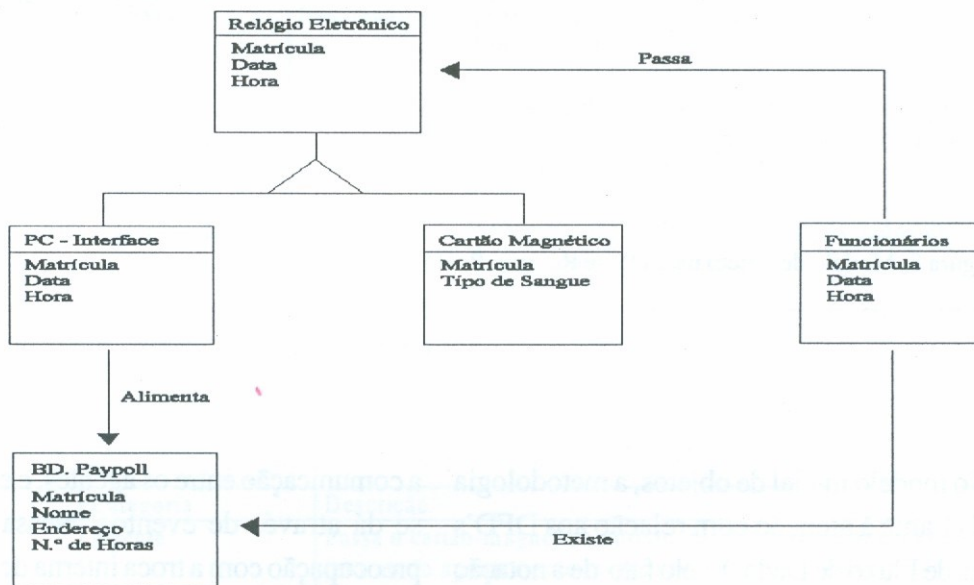 Relógio Eletrônico
Matrícula
Data
Hora
Passa
PC - Interface
Matrícula
Data
Hora
Cartão Magnético
Matrícula
Tipo de Sangue
Funcionários
Matrícula
Data
Hora
Alimenta
BD. Paypoll
Matrícula
Nome
Endereço
N.º de Horas
Existe